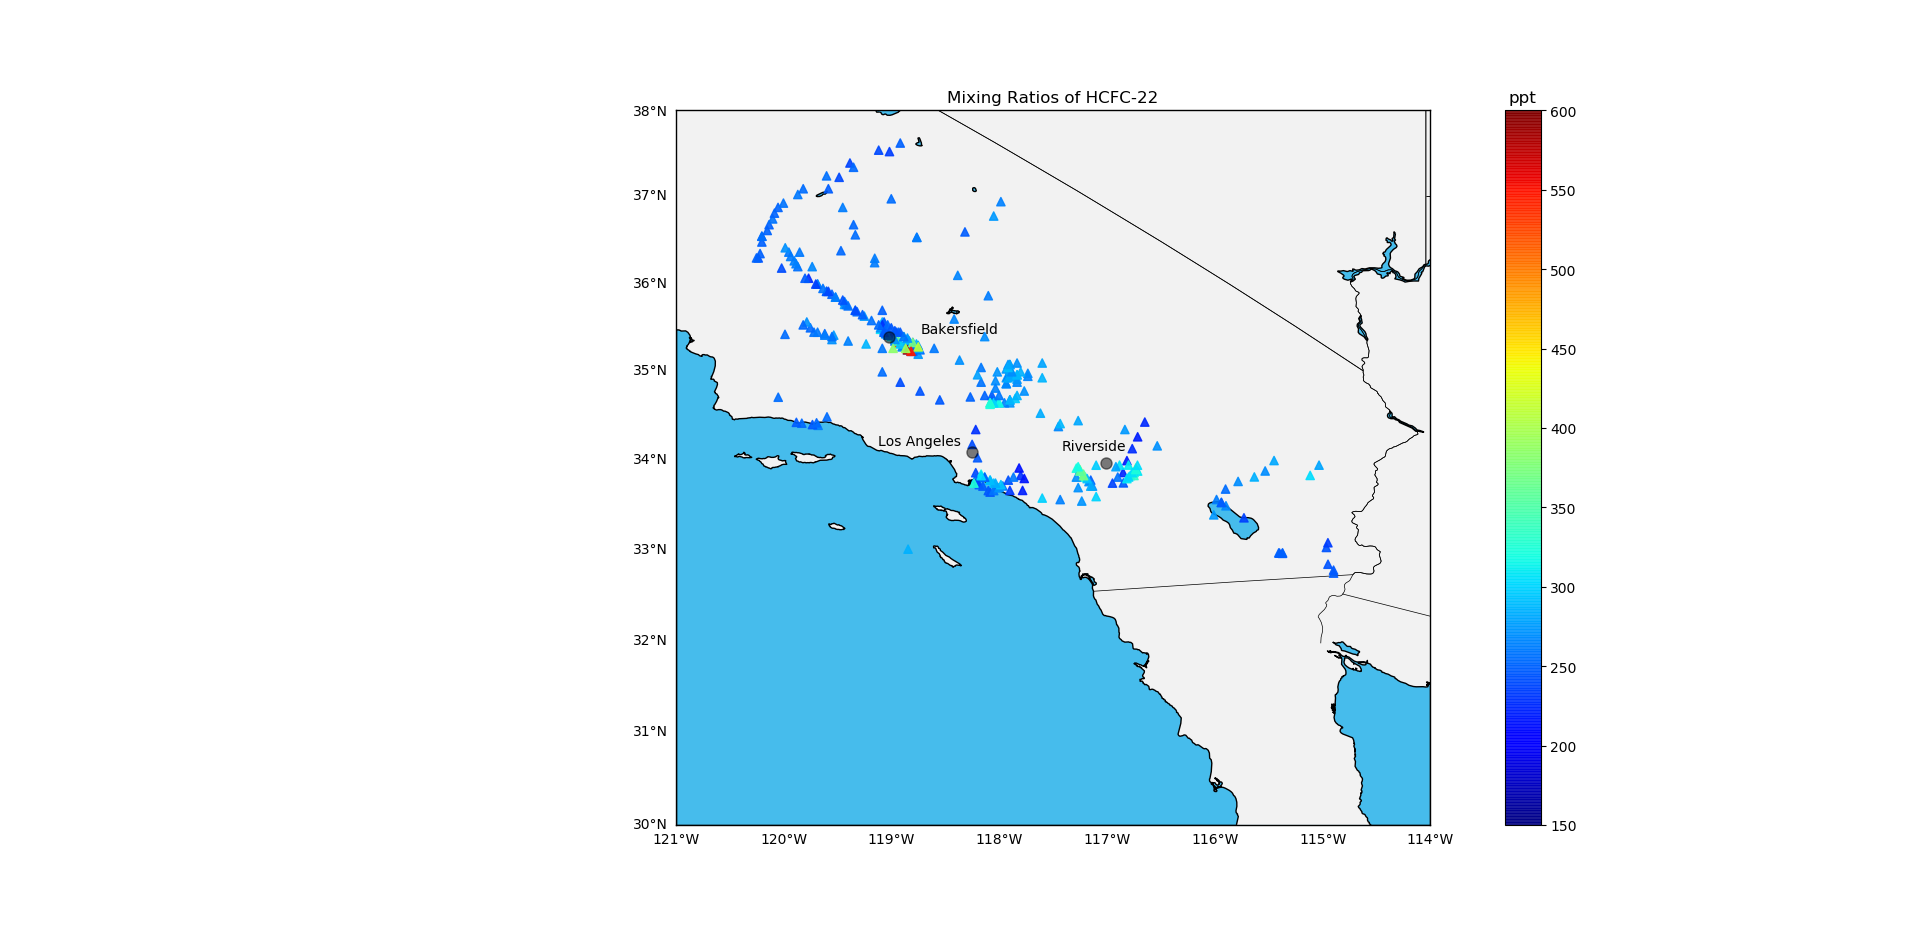 Mixing Ratios of HCFC-22
ppt
38°N
37°N
36°N
35°N
34°N
33°N
32°N
31°N
30°N
Bakersfield
Los Angeles
Riverside
121°W
120°W
119°W
118°W
117°W
116°W
115°W
114°W
600
550
500
450
400
350
300
250
200
150